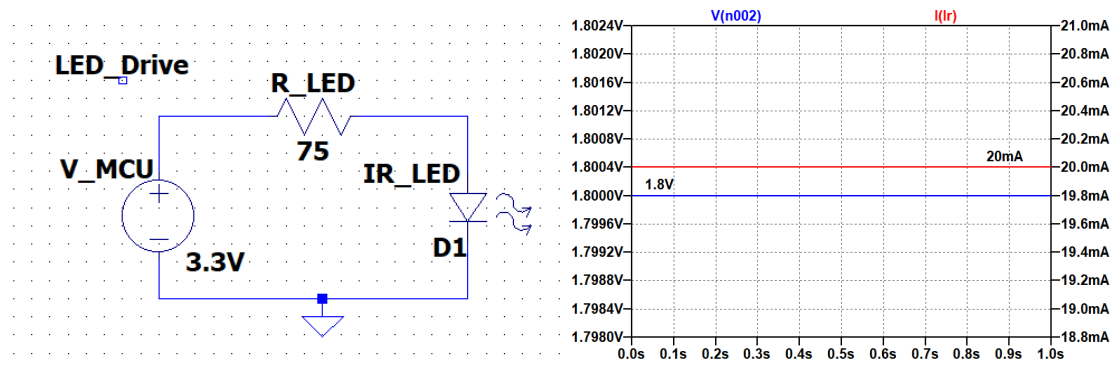 LED_Drive
R_LED
75
V_MCU
3.3V
IR_LED
D1
V(n002)
I(Ir)
1.8024V
1.8020V
1.8016V
1.8012V
1.8008V
1.8004V
1.8000V
1.7996V
1.7992V
1.7988V
1.7984V
1.7980V
20mA
1.8V
21.0mA
20.8mA
20.6mA
20.4mA
20.2mA
20.0mA
19.8mA
19.6mA
19.4mA
19.2mA
19.0mA
18.8mA
0.0s 0.1s 0.2s 0.3s 0.4s 0.5s 0.6s 0.7s 0.8s 0.9s 1.0s